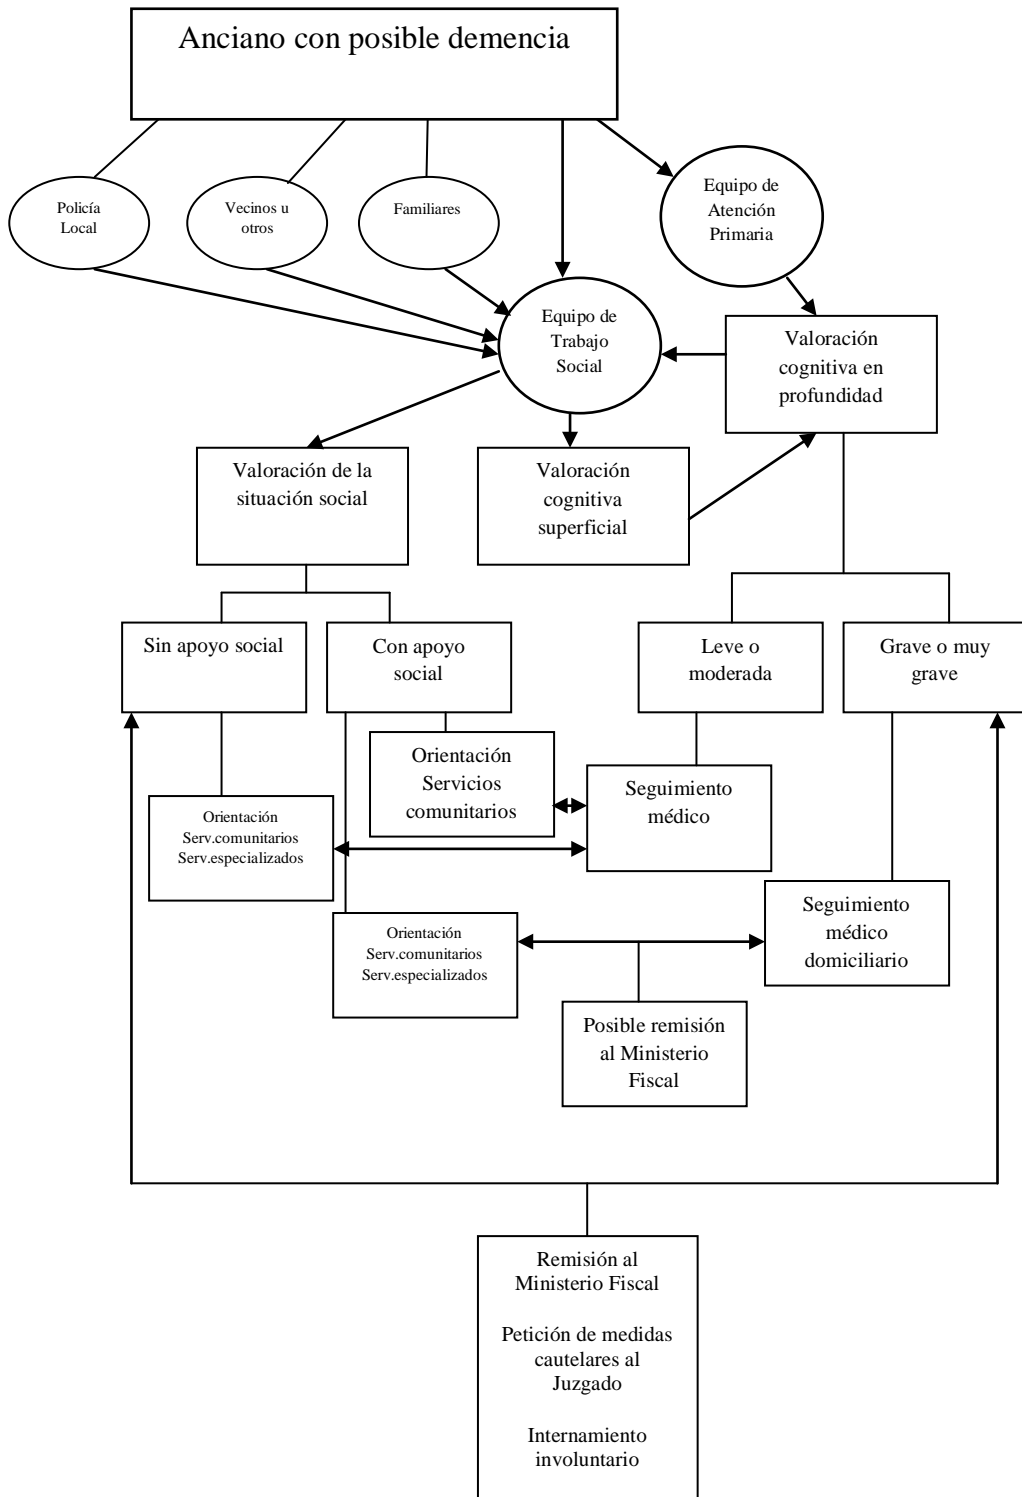 Anciano con posible demencia
Policía
Local
Vecinos u
otros
Familiares
Equipo de
Atención
Primaria
Equipo de
Trabajo
Social
Valoración
cognitiva en
profundidad
Valoración de la
situación social
Valoración
cognitiva
superficial
Sin apoyo social
Con apoyo
social
Leve o
moderada
Grave o muy
grave
Orientación
Servicios
comunitarios
Seguimiento
médico
Orientación
Serv.comunitarios
Serv.especializados
Orientación
Serv.comunitarios
Serv.especializados
Seguimiento
médico
domiciliario
Posible remisión
al Ministerio
Fiscal
Remisión al
Ministerio Fiscal
Petición de medidas
cautelares al
Juzgado
Internamiento
involuntario